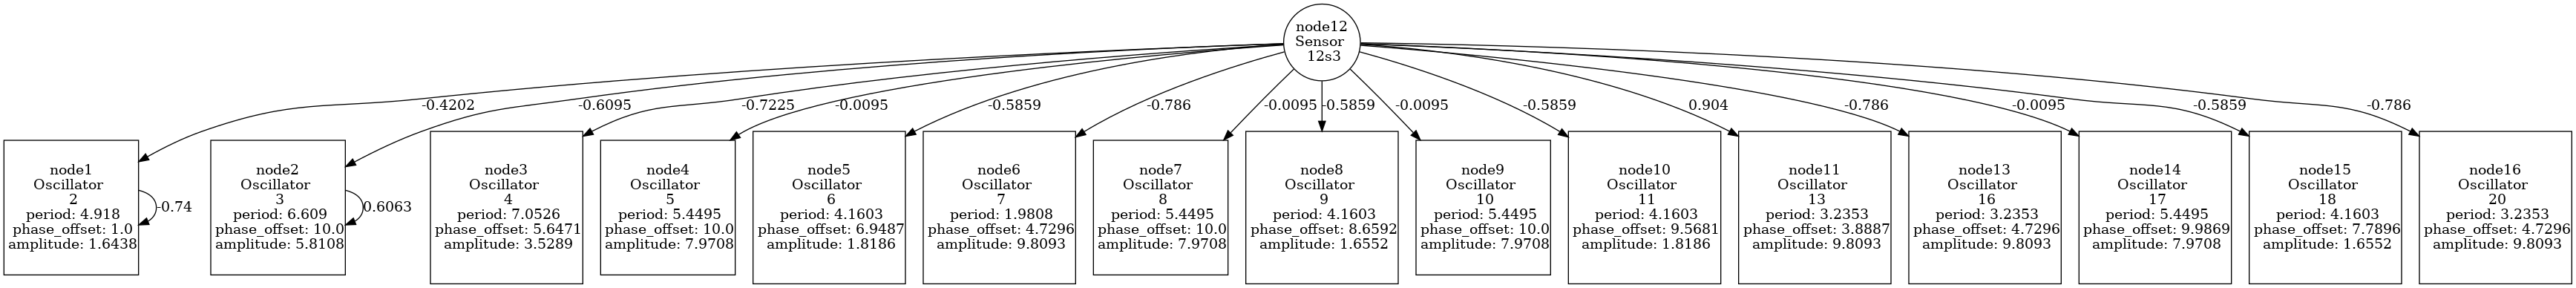 node12
Sensor
12s3
-0.4202
-0.6095
-0.7225
-0.0095
-0.5859
-0.786
-0.0095
-0.5859
-0.0095
-0.5859
0.904
-0.786
-0.0095
-0.5859
-0.786
node1
Oscillator
2
period: 4.918
phase_offset: 1.0
amplitude: 1.6438
-0.74
node2
Oscillator
3
period: 6.609
phase_offset: 10.0
amplitude: 5.8108
0.6063
node3
Oscillator
4
period: 7.0526
phase_offset: 5.6471
amplitude: 3.5289
node4
Oscillator
5
period: 5.4495
phase_offset: 10.0
amplitude: 7.9708
node5
Oscillator
6
period: 4.1603
phase_offset: 6.9487
amplitude: 1.8186
node6
Oscillator
7
period: 1.9808
phase_offset: 4.7296
amplitude: 9.8093
node7
Oscillator
8
period: 5.4495
phase_offset: 10.0
amplitude: 7.9708
node8
Oscillator
9
period: 4.1603
phase_offset: 8.6592
amplitude: 1.6552
node9
Oscillator
10
period: 5.4495
phase_offset: 10.0
amplitude: 7.9708
node10
Oscillator
11
period: 4.1603
phase_offset: 9.5681
amplitude: 1.8186
node11
Oscillator
13
period: 3.2353
phase_offset: 3.8887
amplitude: 9.8093
node13
Oscillator
16
period: 3.2353
phase_offset: 4.7296
amplitude: 9.8093
node14
Oscillator
17
period: 5.4495
phase_offset: 9.9869
amplitude: 7.9708
node15
Oscillator
18
period: 4.1603
phase_offset: 7.7896
amplitude: 1.6552
node16
Oscillator
20
period: 3.2353
phase_offset: 4.7296
amplitude: 9.8093